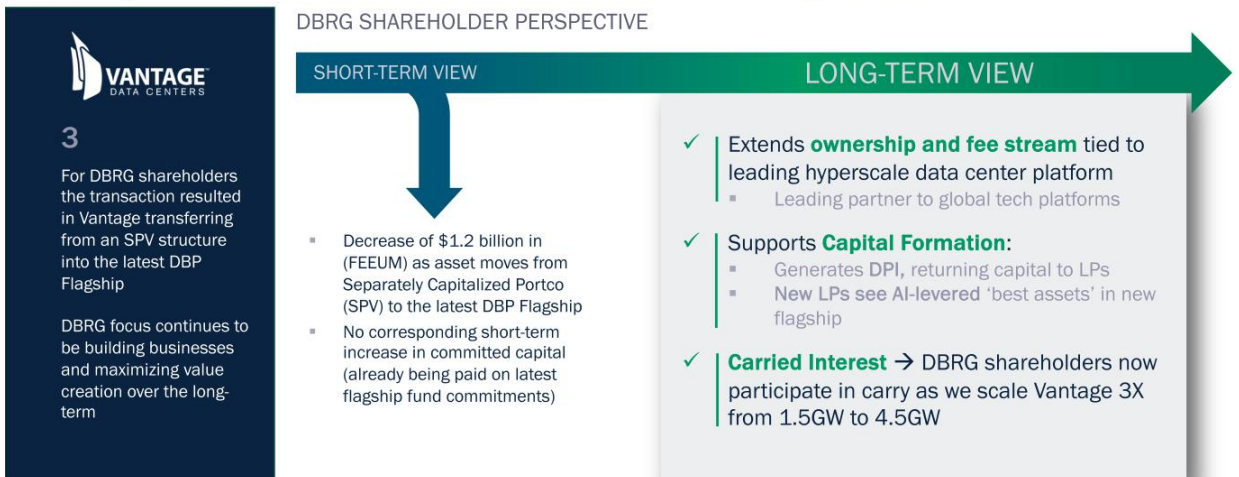 VANTAGE™
DATA CENTERS
3
For DBRG shareholders
the transaction resulted
in Vantage transferring
from an SPV structure
into the latest DBP
Flagship
DBRG focus continues to
be building businesses
and maximizing value
creation over the long-
term
DBRG SHAREHOLDER PERSPECTIVE
SHORT-TERM VIEW
▪ Decrease of $1.2 billion in
(FEEUM) as asset moves from
Separately Capitalized Portco
(SPV) to the latest DBP Flagship
▪ No corresponding short-term
increase in committed capital
(already being paid on latest
flagship fund commitments)
LONG-TERM VIEW
✓ Extends ownership and fee stream tied to
leading hyperscale data center platform
▪ Leading partner to global tech platforms
✓ Supports Capital Formation:
▪ Generates DPI, returning capital to LPs
▪ New LPs see AI-levered ‘best assets’ in new
flagship
✓ Carried Interest → DBRG shareholders now
participate in carry as we scale Vantage 3X
from 1.5GW to 4.5GW